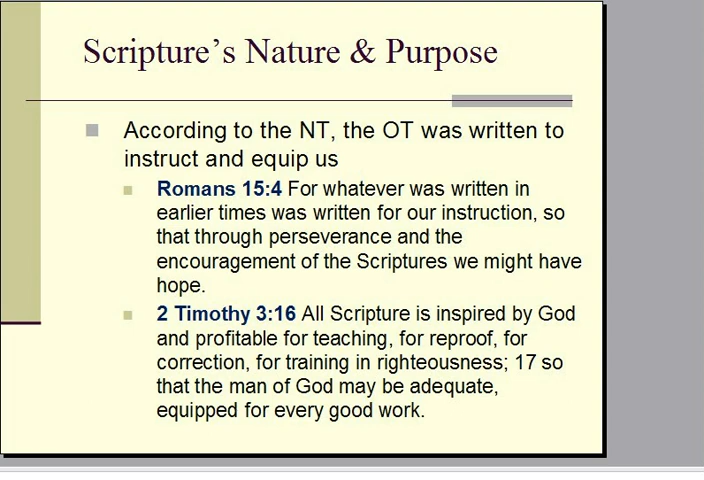 Scripture’s Nature & Purpose
According to the NT, the OT was written to
instruct and equip us
Romans 15:4 For whatever was written in
earlier times was written for our instruction, so
that through perseverance and the
encouragement of the Scriptures we might have
hope.
2 Timothy 3:16 All Scripture is inspired by God
and profitable for teaching, for reproof, for
correction, for training in righteousness; 17 so
that the man of God may be adequate,
equipped for every good work.